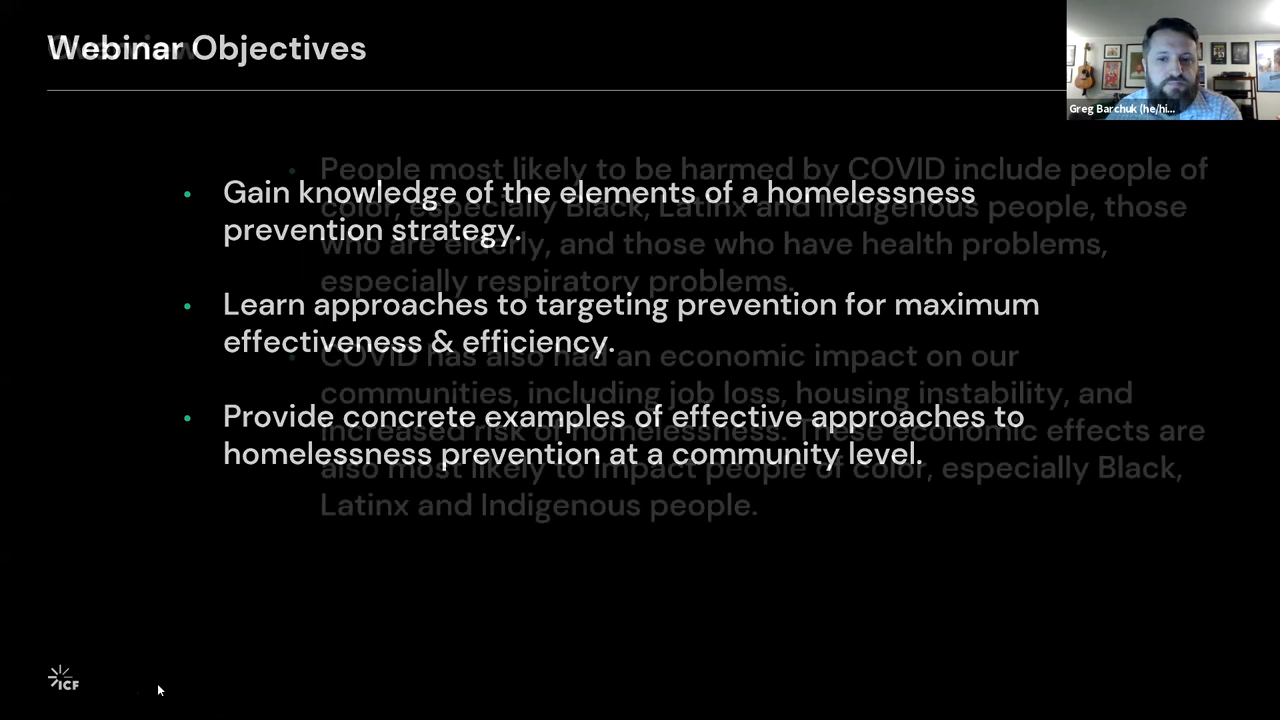 Webinar Objectives
Greg Barchuk (he/hi...
• Gain knowledge of the elements of a homelessness
prevention strategy.
• Learn approaches to targeting prevention for maximum
effectiveness & efficiency.
• Provide concrete examples of effective approaches to
homelessness prevention at a community level.
• People most likely to be harmed by COVID include people of
color, especially Black, Latinx and Indigenous people, those
who are elderly, and those who have health problems,
especially respiratory problems.
• COVID has also had an economic impact on our
communities, including job loss, housing instability, and
increased risk of homelessness. These economic effects are
also most likely to impact people of color, especially Black,
Latinx and Indigenous people.
ICF